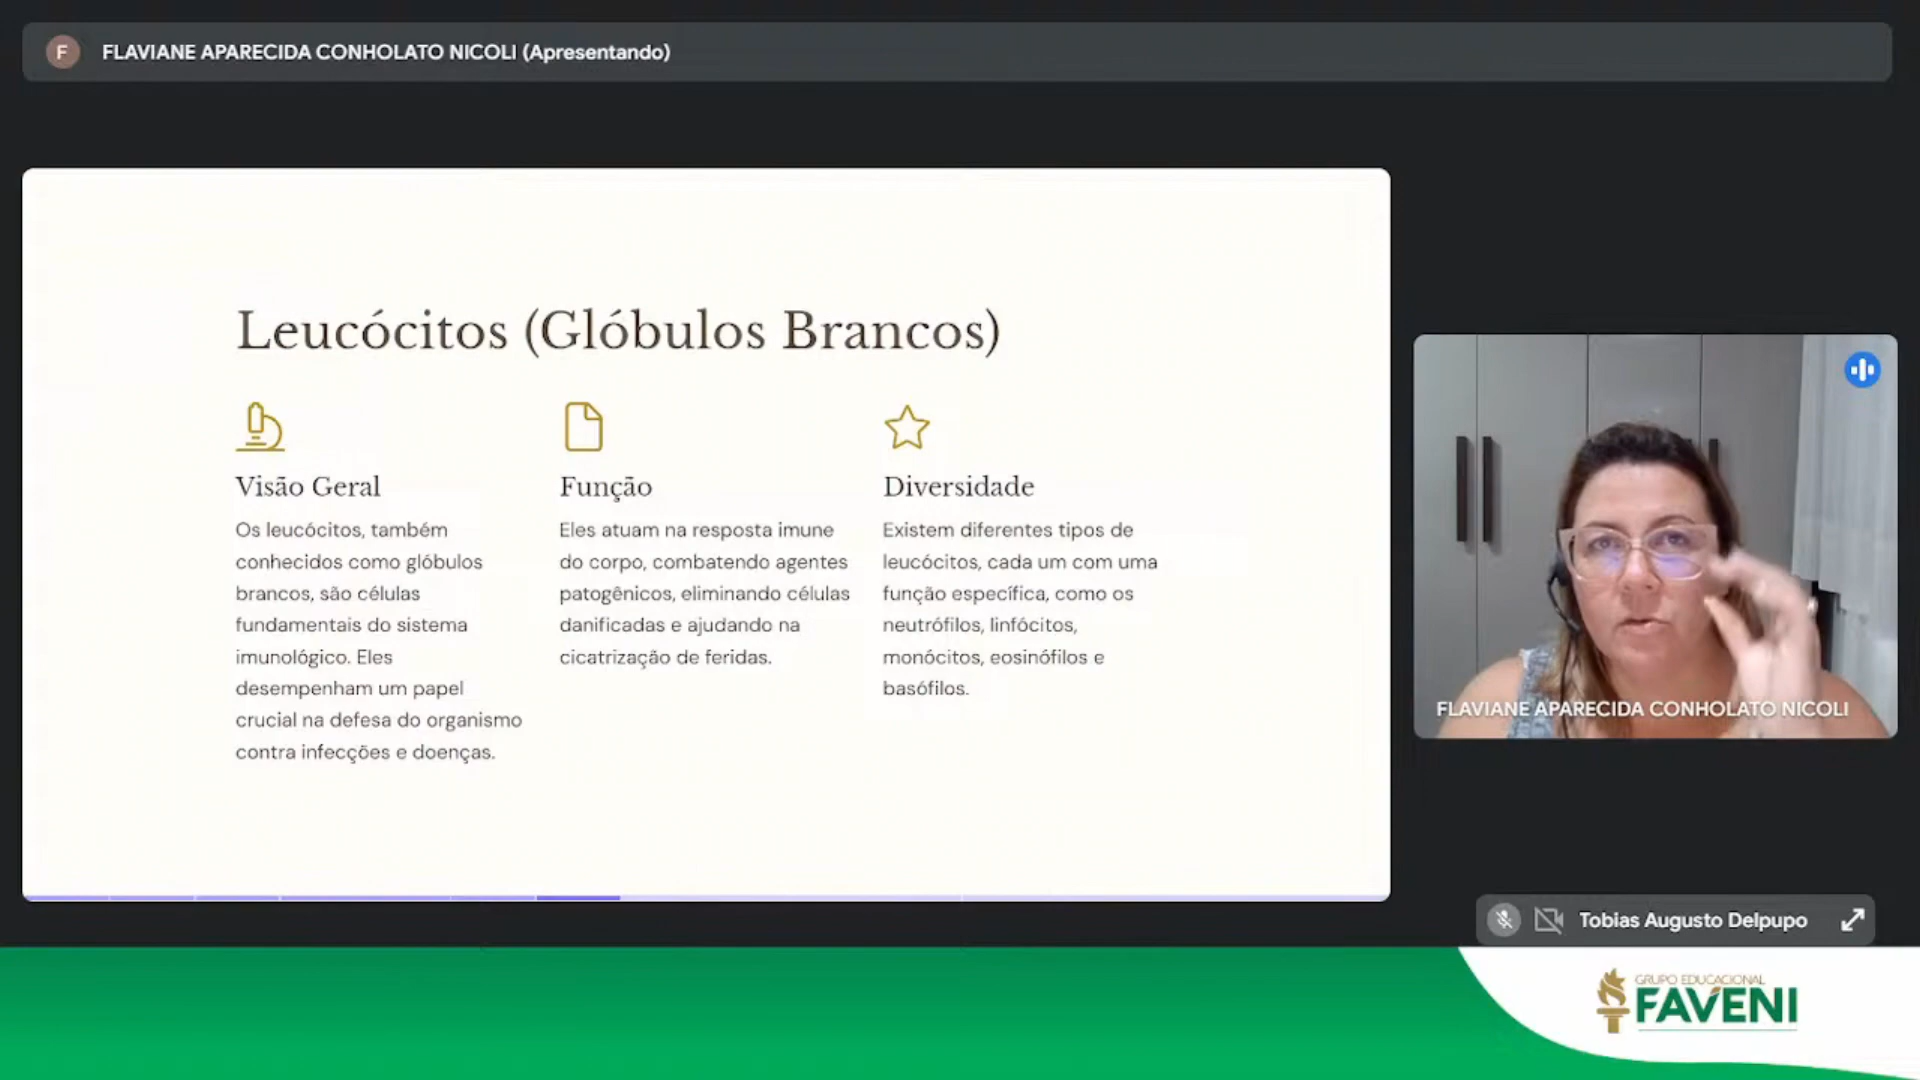 F FLAVIANE APARECIDA CONHOLATO NICOLI (Apresentando)
Leucócitos (Glóbulos Brancos)
Visão Geral
Os leucócitos, também
conhecidos como glóbulos
brancos, são células
fundamentais do sistema
imunológico. Eles
desempenham um papel
crucial na defesa do organismo
contra infecções e doenças.
Função
Eles atuam na resposta imune
do corpo, combatendo agentes
patogênicos, eliminando células
danificadas e ajudando na
cicatrização de feridas.
Diversidade
Existem diferentes tipos de
leucócitos, cada um com uma
função específica, como os
neutrófilos, linfócitos,
monócitos, eosinófilos e
basófilos.
FLAVIANE APARECIDA CONHOLATO NICOLI
Tobias Augusto Delpupo
GRUPO EDUCACIONAL
FAVENI